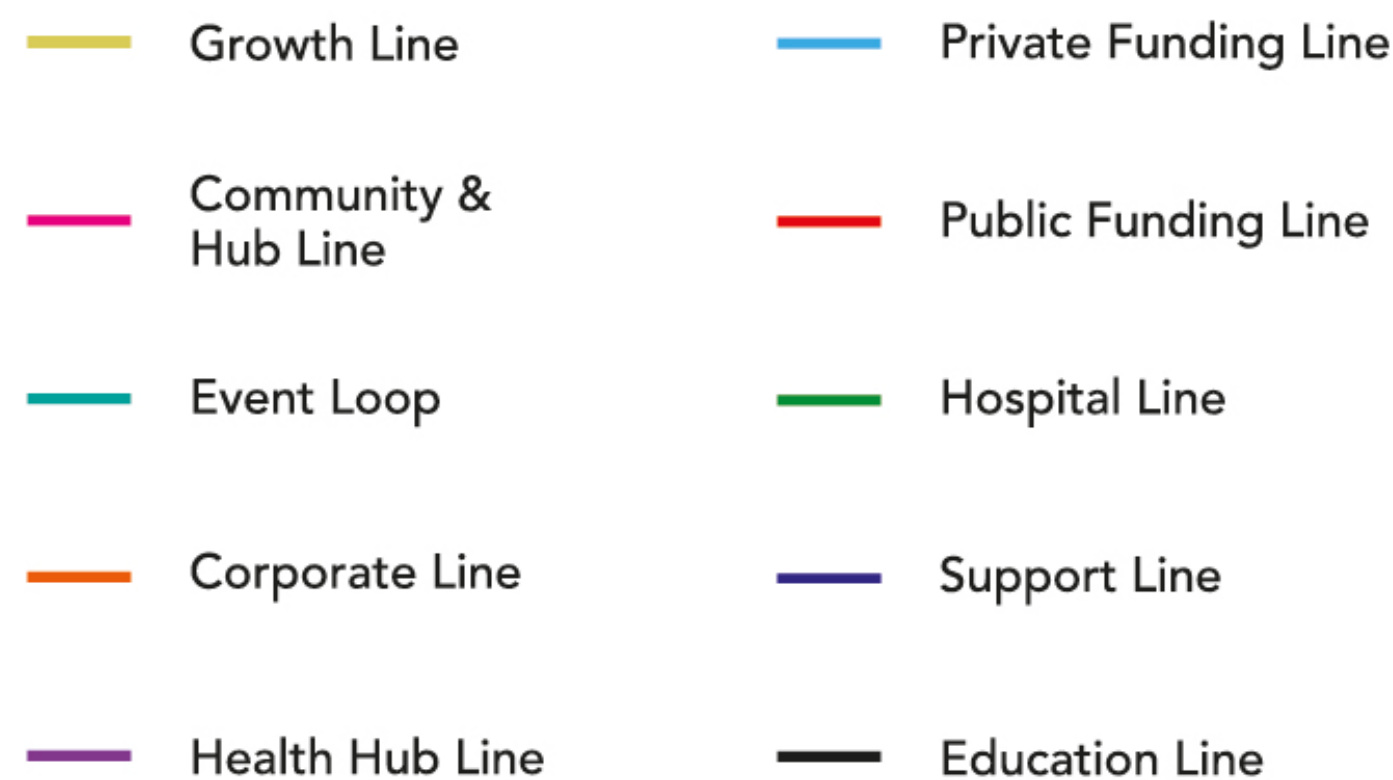 Growth Line
Community &
Hub Line
Event Loop
Corporate Line
Health Hub Line
Private Funding Line
Public Funding Line
Hospital Line
Support Line
Education Line